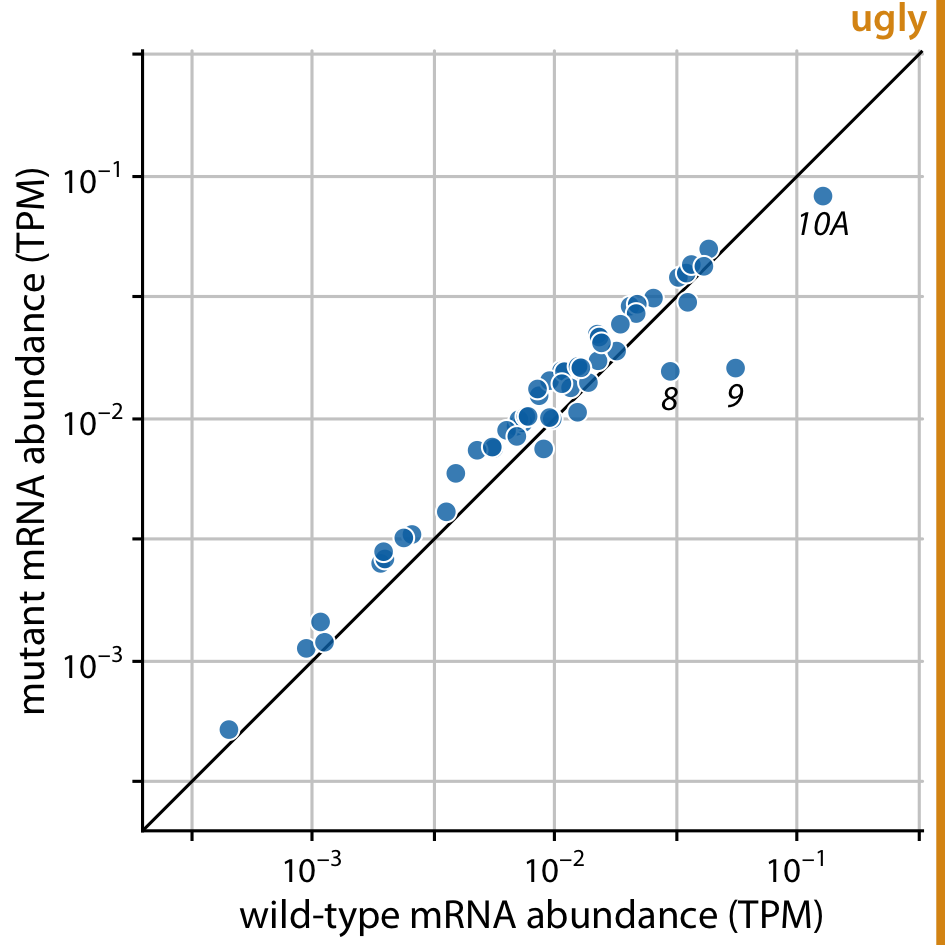 ugly
mutant mRNA abundance (TPM)
10⁻¹
10⁻²
10⁻³
10A
8
9
10⁻³
10⁻²
10⁻¹
wild-type mRNA abundance (TPM)